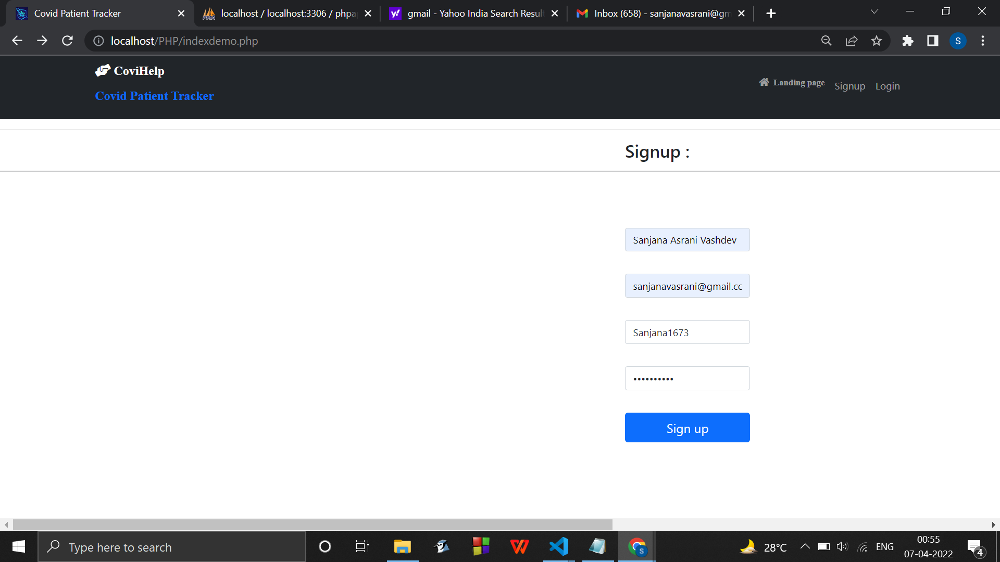 Covid Patient Tracker
localhost / localhost:3306 / phpa
gmail - Yahoo India Search Result
Inbox (658) - sanjanavasrani@gm
localhost/PHP/indexdemo.php
S
CoviHelp
Covid Patient Tracker
Landing page
Signup
Login
Signup :
Sanjana Asrani Vashdev
sanjanavasrani@gmail.cc
Sanjana1673
••••••••••
Sign up
Type here to search
S
28°C
ENG
00:55
07-04-2022
4